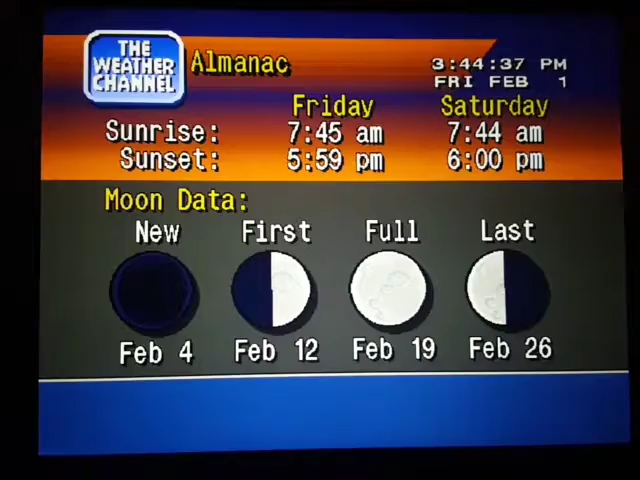 THE
WEATHER
CHANNEL
Almanac
3:44:37 PM
FRI FEB 1
Friday Saturday
Sunrise: 7:45 am 7:44 am
Sunset: 5:59 pm 6:00 pm
Moon Data:
New First Full Last
Feb 4 Feb 12 Feb 19 Feb 26